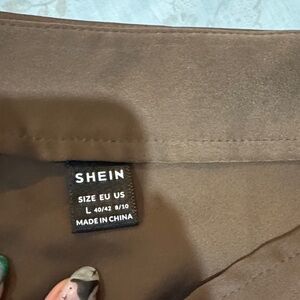 SHEIN
SIZE EU US
L 40/42 8/10
MADE IN CHINA